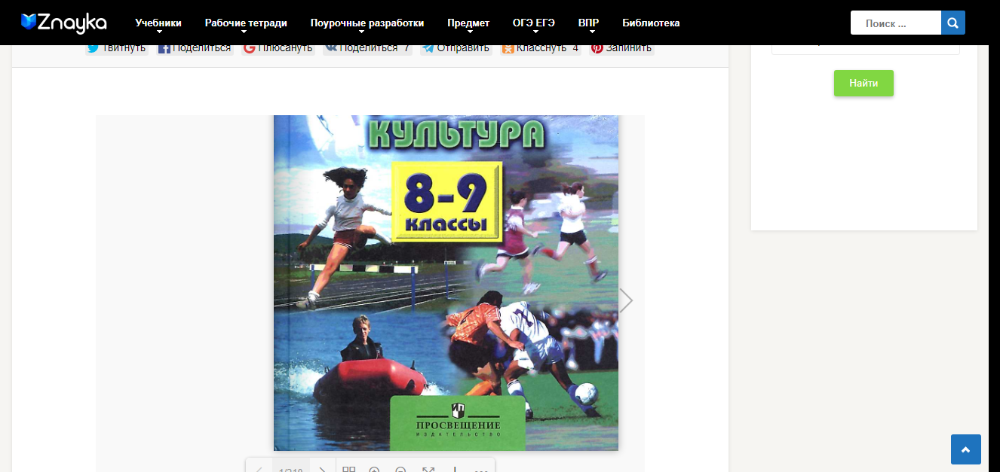 Znayka
Учебники Рабочие тетради Поурочные разработки Предмет ОГЭ ЕГЭ ВПР Библиотека
Поиск ...
Твитнуть Поделиться Плюсануть Поделиться 7 Отправить Класснуть 4 Запинить
Найти
КУЛЬТУРА
8-9
КЛАССЫ
ПРОСВЕЩЕНИЕ
ИЗДАТЕЛЬСТВО